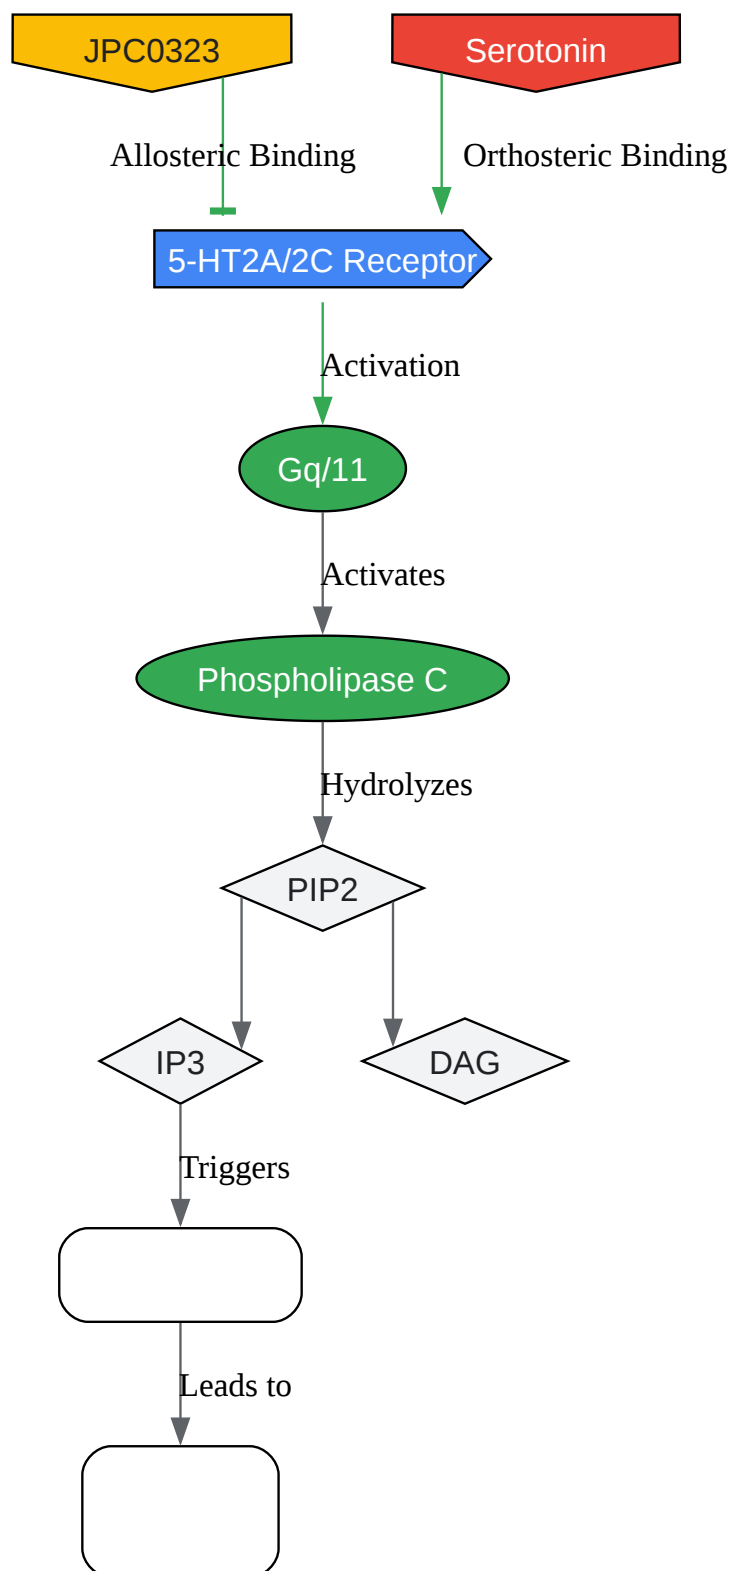 JPC0323
Serotonin
Allosteric Binding
Orthosteric Binding
5-HT2A/2C Receptor
Activation
Gq/11
Activates
Phospholipase C
Hydrolyzes
PIP2
IP3
DAG
Triggers
Leads to